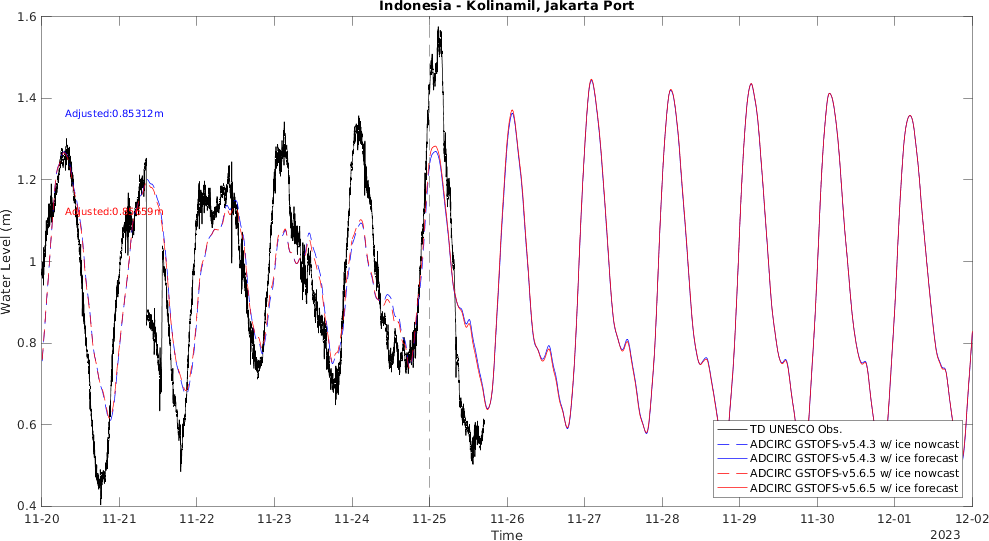 Indonesia - Kolinamil, Jakarta Port
1.6
1.4
1.2
1
0.8
0.6
0.4
Water Level (m)
Adjusted:0.85312m
TD UNESCO Obs.
ADCIRC GSTOFS-v5.4.3 w/ ice nowcast
ADCIRC GSTOFS-v5.4.3 w/ ice forecast
ADCIRC GSTOFS-v5.6.5 w/ ice nowcast
ADCIRC GSTOFS-v5.6.5 w/ ice forecast
11-20 11-21 11-22 11-23 11-24 11-25 11-26 11-27 11-28 11-29 11-30 12-01 12-02
Time
2023